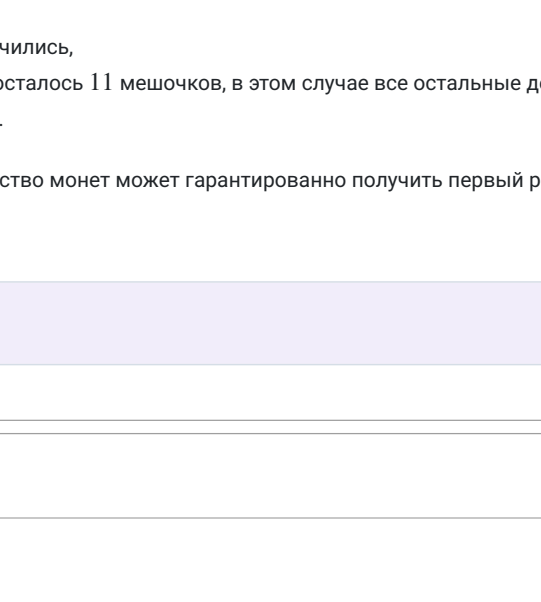 чились,
осталось 11 мешочков, в этом случае все остальные д
.
ство монет может гарантированно получить первый р